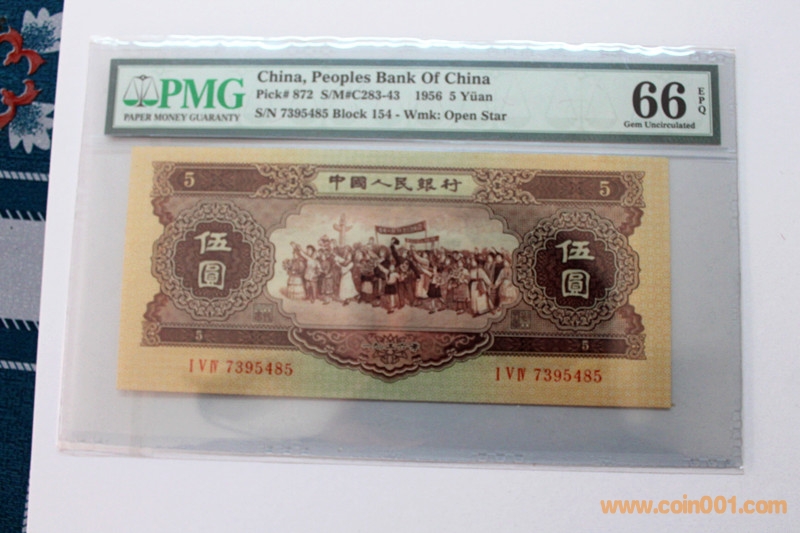 PMG
PAPER MONEY GUARANTY
China, Peoples Bank Of China
Pick# 872 S/M#C283-43 1956 5 Yüan
S/N 7395485 Block 154 - Wmk: Open Star
66 EPQ
Gem Uncirculated
5 中國人民銀行 5
伍圓 伍圓
5 5
I V IV 7395485 I V IV 7395485
www.coin001.com